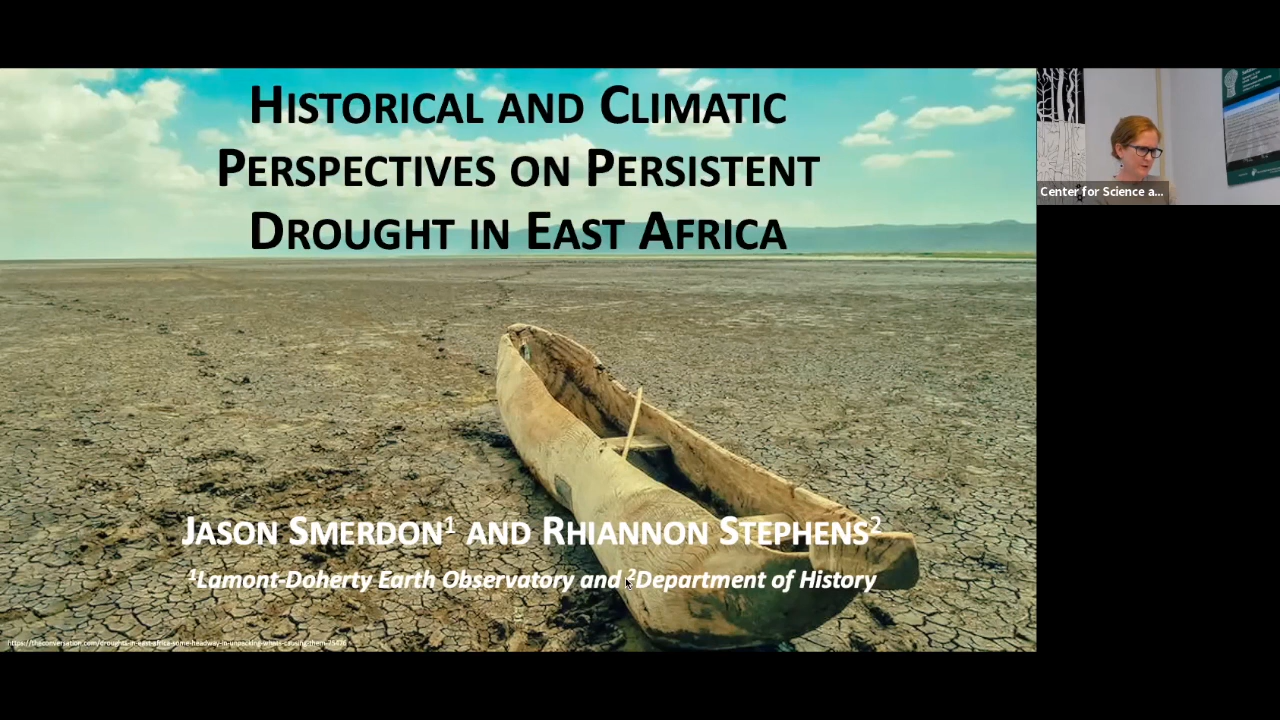 HISTORICAL AND CLIMATIC
PERSPECTIVES ON PERSISTENT
DROUGHT IN EAST AFRICA
JASON SMERDON¹ AND RHIANNON STEPHENS²
¹Lamont-Doherty Earth Observatory and ²Department of History
Center for Science a...